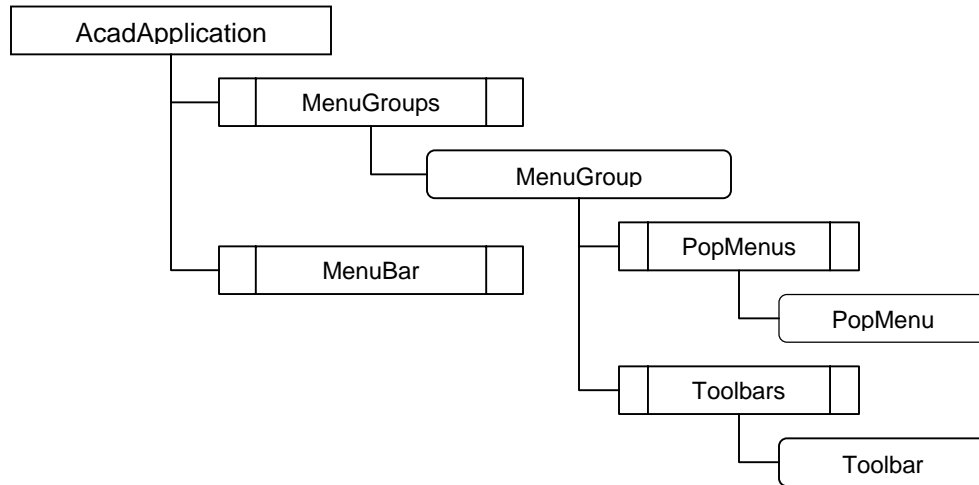 AcadApplication
MenuGroups
MenuGroup
PopMenus
MenuBar
PopMenu
Toolbars
Toolbar